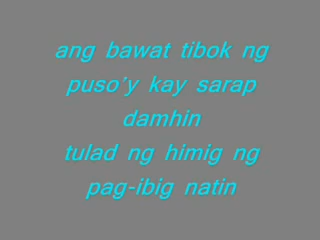 ang bawat tibok ng
puso'y kay sarap
damhin
tulad ng himig ng
pag-ibig natin